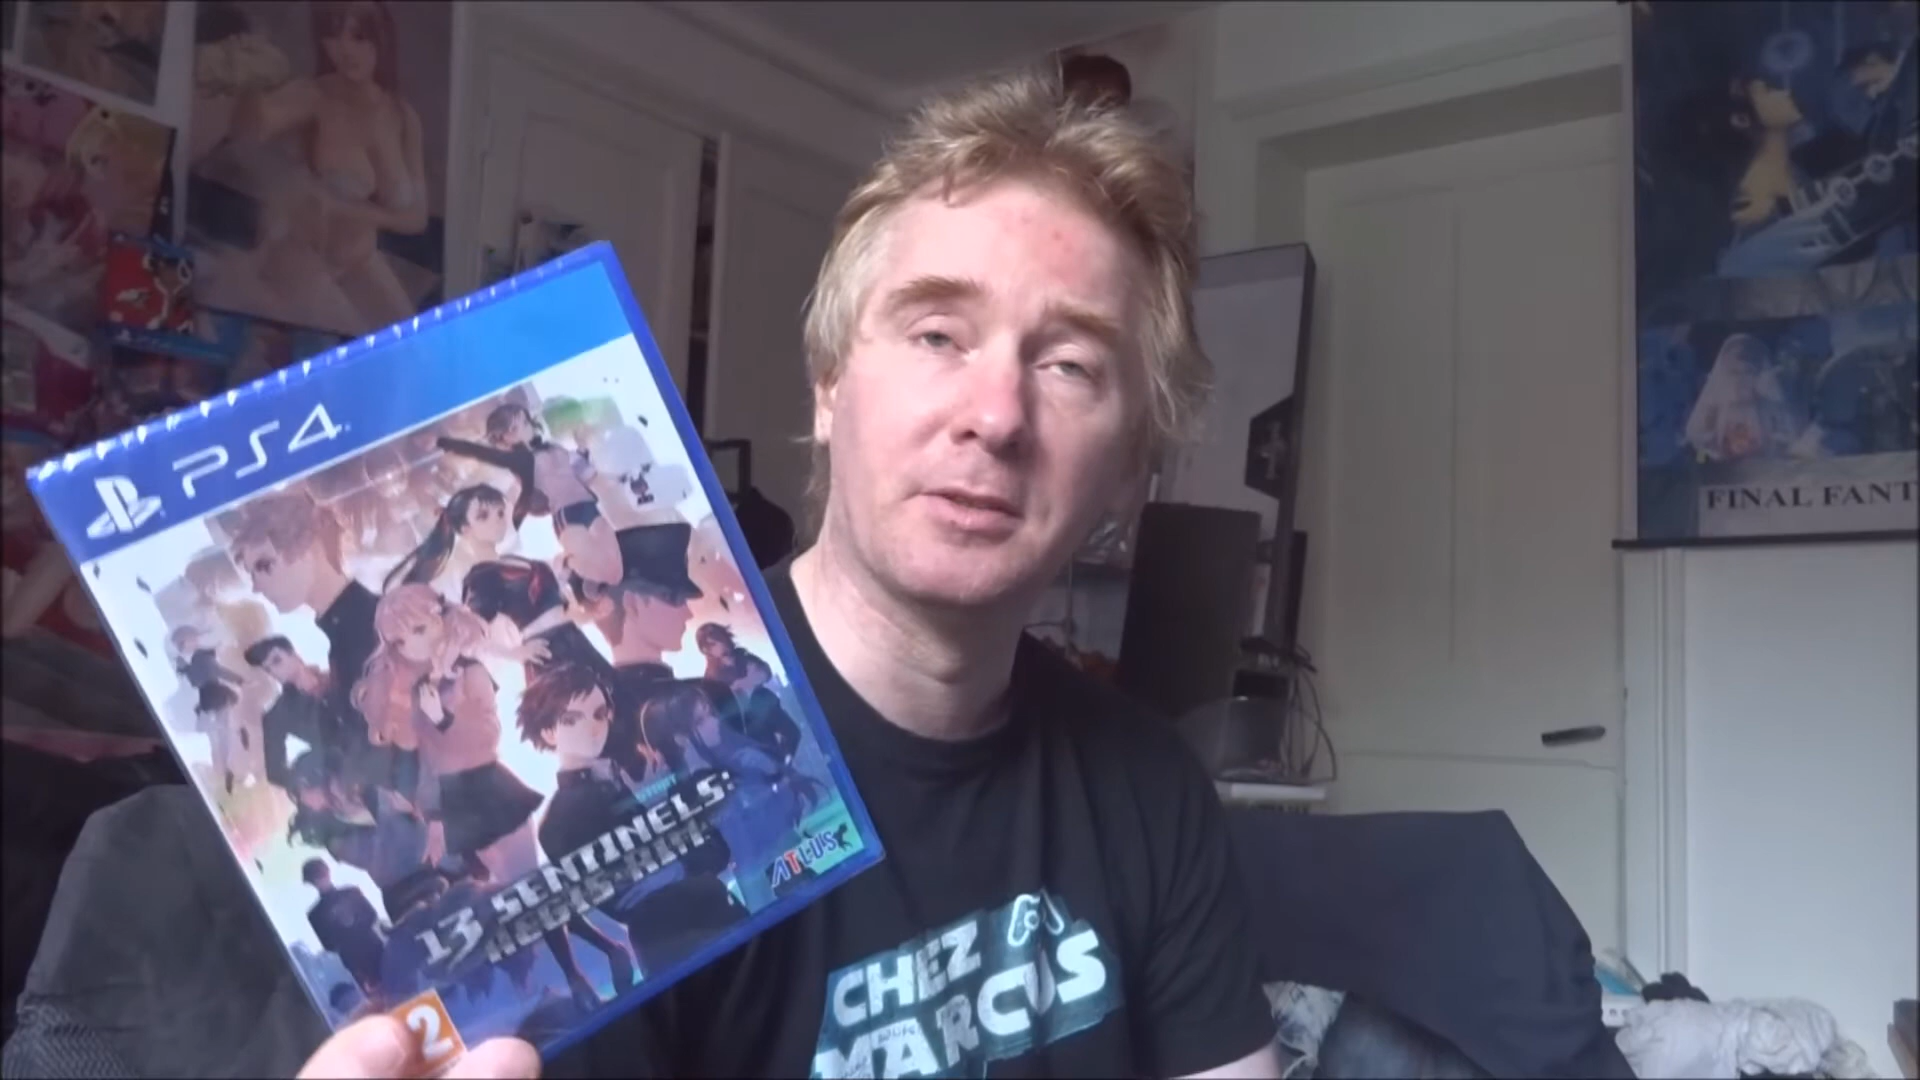 PS4
13 SENTINELS:
AEGIS RIM
ATLUS
2
CHEZ
MARCUS
FINAL FANT